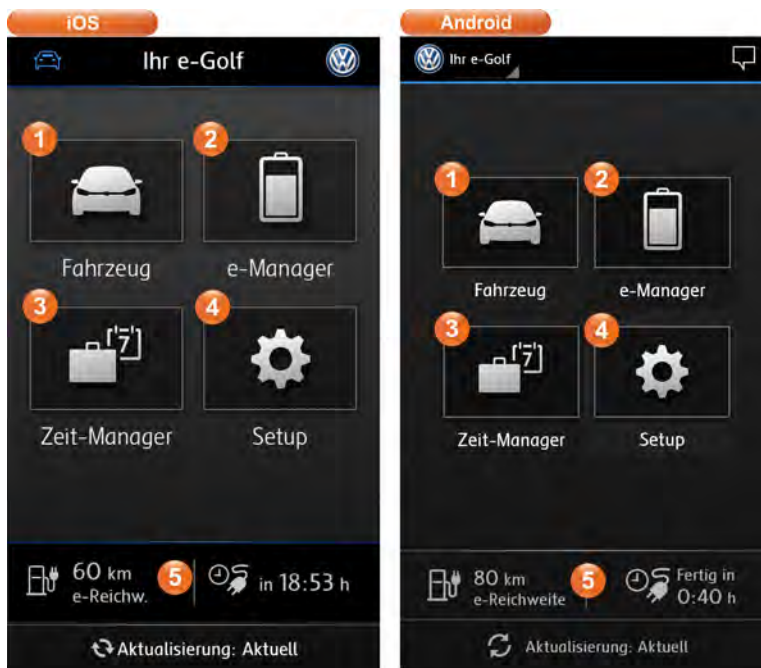 iOS
Ihr e-Golf
1
2
Fahrzeug
e-Manager
3
4
7
Zeit-Manager
Setup
60 km
e-Reichw.
5
in 18:53 h
Aktualisierung: Aktuell
Android
Ihr e-Golf
1
2
Fahrzeug
e-Manager
3
4
7
Zeit-Manager
Setup
80 km
e-Reichweite
5
Fertig in
0:40 h
Aktualisierung: Aktuell